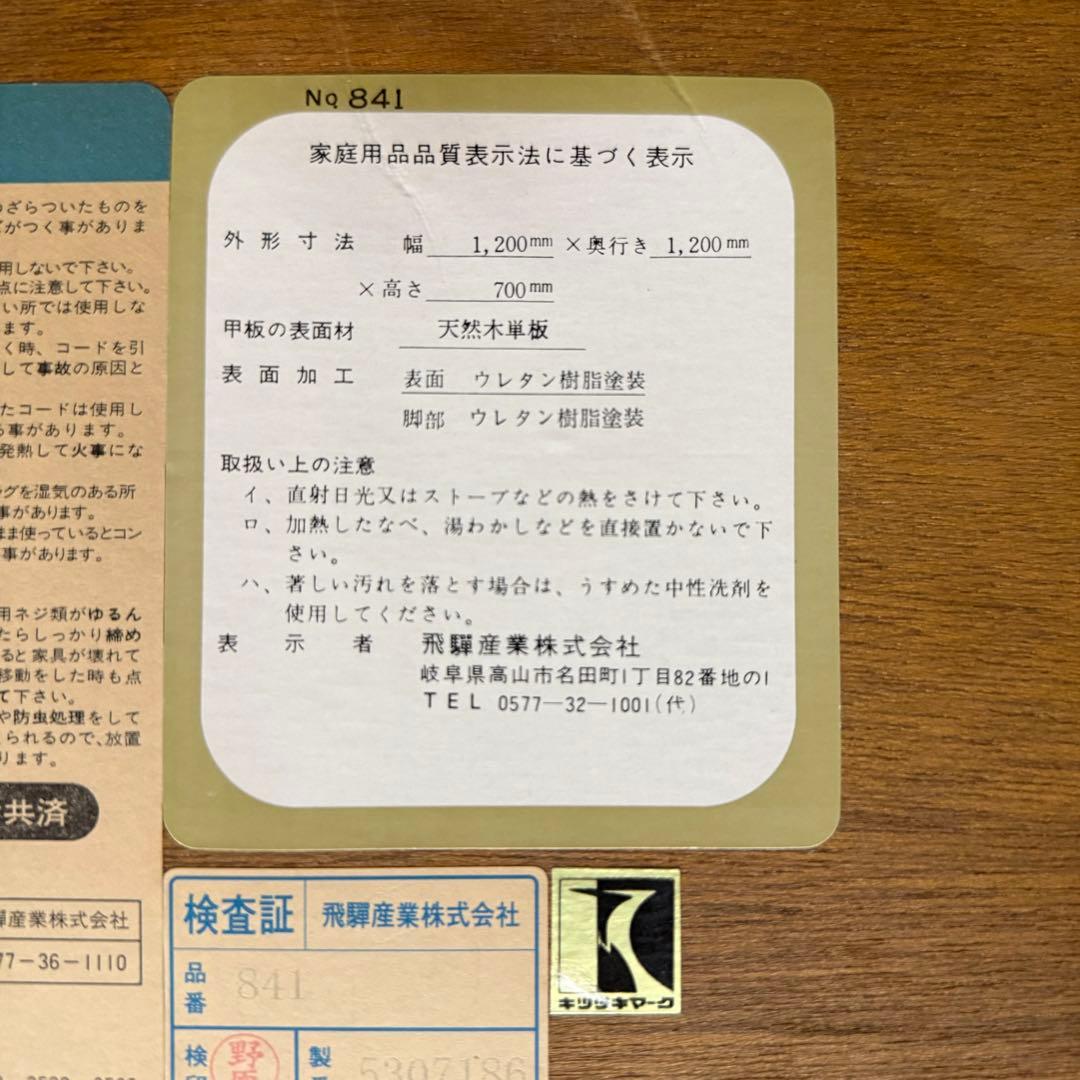 めざらついたものを
ずがつく事がありま
用しないで下さい。
点に注意して下さい。
い所では使用しな
ます。
く時、コードを引
して事故の原因と
たコードは使用し
る事があります。
発熱して火事にな
ラグを湿気のある所
事があります。
まま使っているとコン
事があります。
用ネジ類がゆるん
たらしっかり締め
ると家具が壊れて
移動をした時も点
て下さい。
や防虫処理をして
られるので、放置
ります。
共済
驒産業株式会社
77-36-1110
No 841
家庭用品品質表示法に基づく表示
外形寸法 幅 1,200mm ×奥行き 1,200mm
×高さ 700mm
甲板の表面材 天然木単板
表面加工 表面 ウレタン樹脂塗装
脚部 ウレタン樹脂塗装
取扱い上の注意
イ、直射日光又はストーブなどの熱をさけて下さい。
ロ、加熱したなべ、湯わかしなどを直接置かないで下
さい。
ハ、著しい汚れを落とす場合は、うすめた中性洗剤を
使用してください。
表示者 飛驒産業株式会社
岐阜県高山市名田町1丁目82番地の1
TEL 0577-32-1001(代)
検査証 飛驒産業株式会社
品番 841
検 野 製 5307186
キツツキマーク